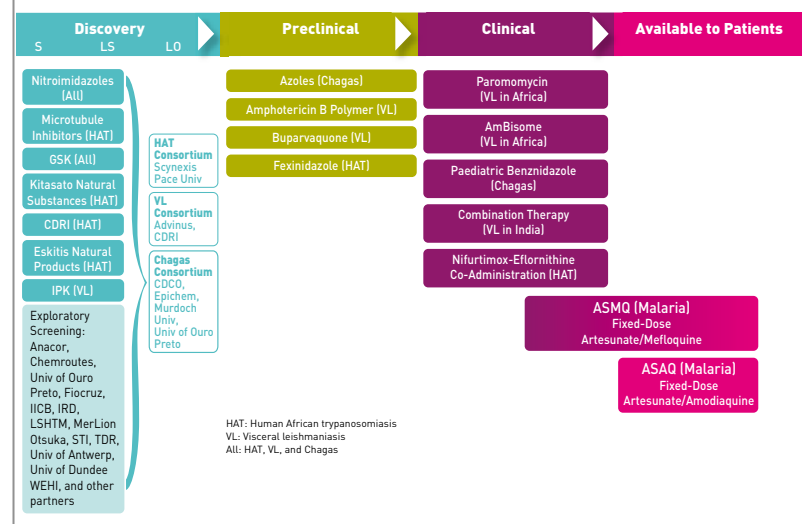 Discovery
S LS LO
Preclinical
Clinical
Available to Patients
Nitroimidazoles
(All)
Microtubule
Inhibitors (HAT)
GSK (All)
Kitasato Natural
Substances (HAT)
CDRI (HAT)
Eskitis Natural
Products (HAT)
IPK (VL)
Exploratory
Screening:
Anacor,
Chemroutes,
Univ of Ouro
Preto, Fiocruz,
IICB, IRD,
LSHTM, MerLion
Otsuka, STI, TDR,
Univ of Antwerp,
Univ of Dundee
WEHI, and other
partners
HAT
Consortium
Scynexis
Pace Univ
VL
Consortium
Advinus,
CDRI
Chagas
Consortium
CDCO,
Epichem,
Murdoch
Univ,
Univ of Ouro
Preto
Azoles (Chagas)
Amphotericin B Polymer (VL)
Buparvaquone (VL)
Fexinidazole (HAT)
Paromomycin
(VL in Africa)
AmBisome
(VL in Africa)
Paediatric Benznidazole
(Chagas)
Combination Therapy
(VL in India)
Nifurtimox-Eflornithine
Co-Administration (HAT)
ASMQ (Malaria)
Fixed-Dose
Artesunate/Mefloquine
ASAQ (Malaria)
Fixed-Dose
Artesunate/Amodiaquine
HAT: Human African trypanosomiasis
VL: Visceral leishmaniasis
All: HAT, VL, and Chagas